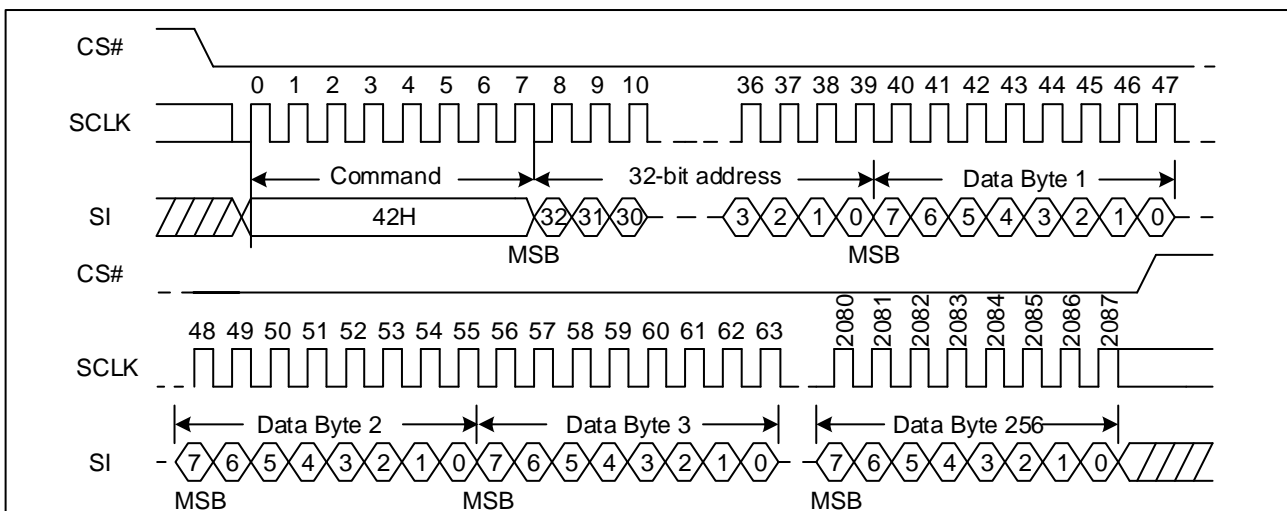 CS#
0 1 2 3 4 5 6 7 8 9 10 36 37 38 39 40 41 42 43 44 45 46 47
SCLK
Command 32-bit address Data Byte 1
SI 42H 32 31 30 3 2 1 0 7 6 5 4 3 2 1 0
MSB MSB
CS#
2080 2081 2082 2083 2084 2085 2086 2087
48 49 50 51 52 53 54 55 56 57 58 59 60 61 62 63
SCLK
Data Byte 2 Data Byte 3 Data Byte 256
SI 7 6 5 4 3 2 1 0 7 6 5 4 3 2 1 0 7 6 5 4 3 2 1 0
MSB MSB MSB